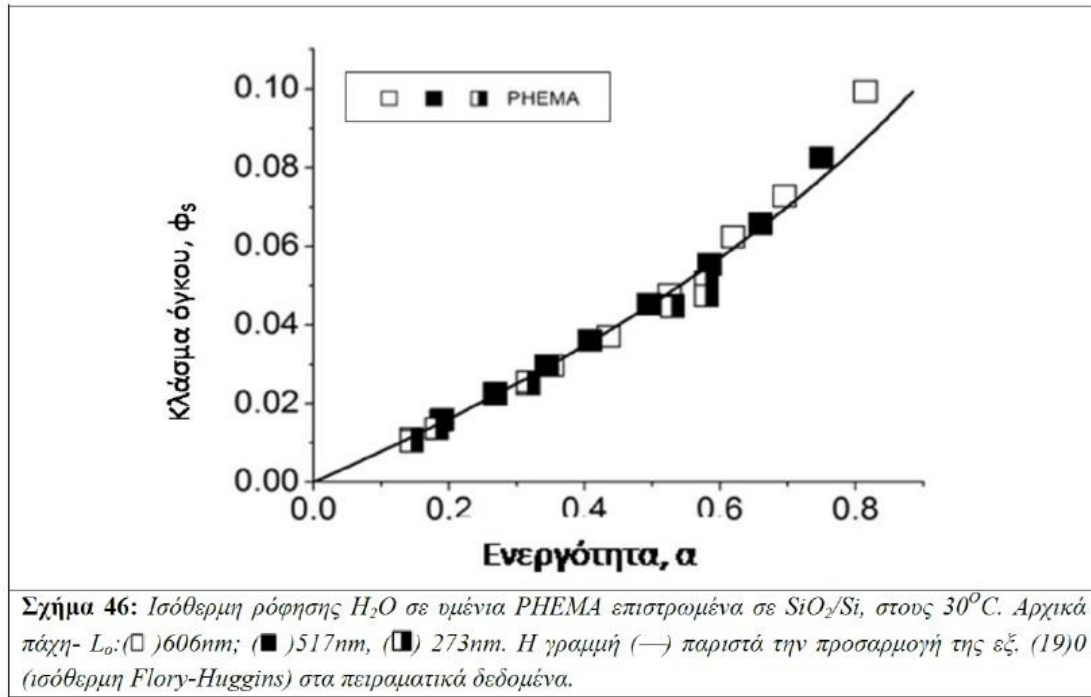 PHEMA
0.10
0.08
0.06
0.04
0.02
0.00
0.0 0.2 0.4 0.6 0.8
Κλάσμα όγκου, φs
Ενεργότητα, α
Σχήμα 46: Ισόθερμη ρόφησης H₂O σε υμένια PHEMA επιστρωμένα σε SiO₂/Si, στους 30⁰C. Αρχικά
πάχη- Lₒ:(□ )606nm; (■ )517nm, (◨) 273nm. Η γραμμή (—) παριστά την προσαρμογή της εξ. (19)0
(ισόθερμη Flory-Huggins) στα πειραματικά δεδομένα.